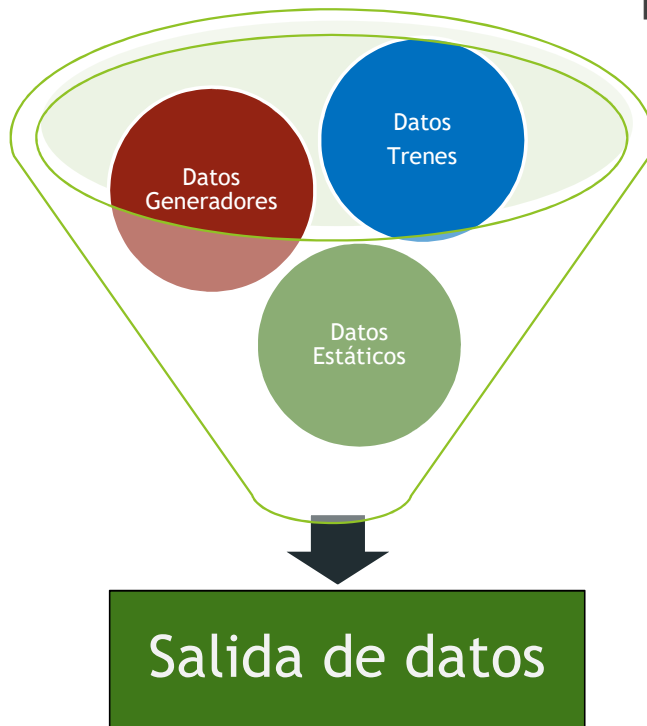 Datos
Trenes
Datos
Generadores
Datos
Estáticos
Salida de datos